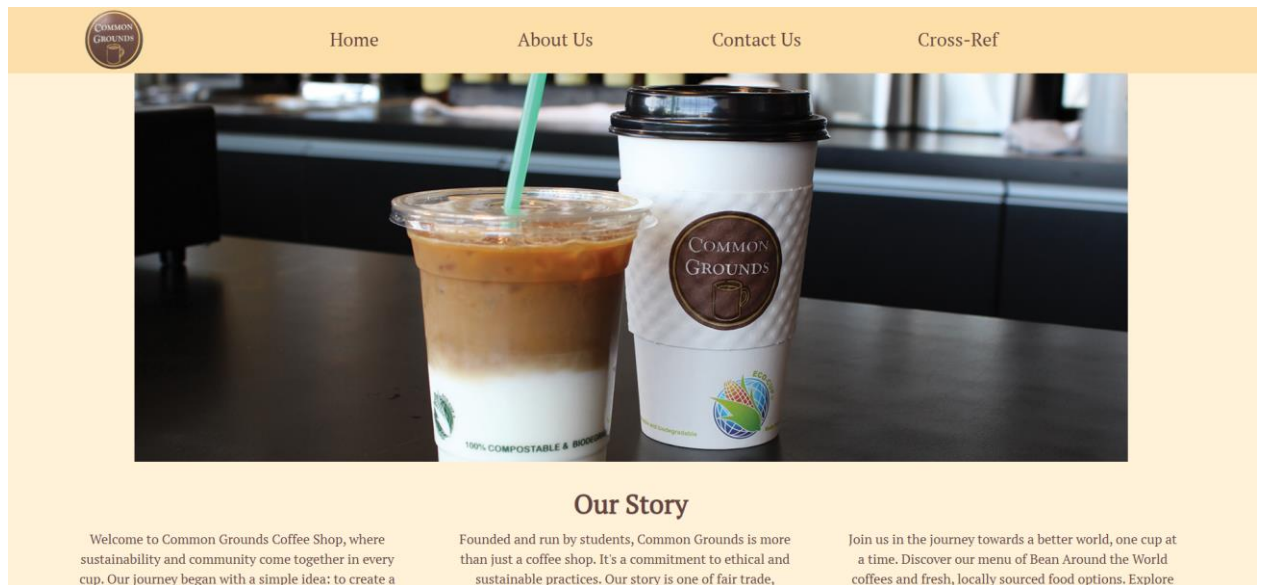 COMMON
GROUNDS
Home
About Us
Contact Us
Cross-Ref
COMMON
GROUNDS
ECO
100% COMPOSTABLE &
Our Story
Welcome to Common Grounds Coffee Shop, where
sustainability and community come together in every
cup. Our journey began with a simple idea: to create a
Founded and run by students, Common Grounds is more
than just a coffee shop. It's a commitment to ethical and
sustainable practices. Our story is one of fair trade,
Join us in the journey towards a better world, one cup at
a time. Discover our menu of Bean Around the World
coffees and fresh, locally sourced food options. Explore